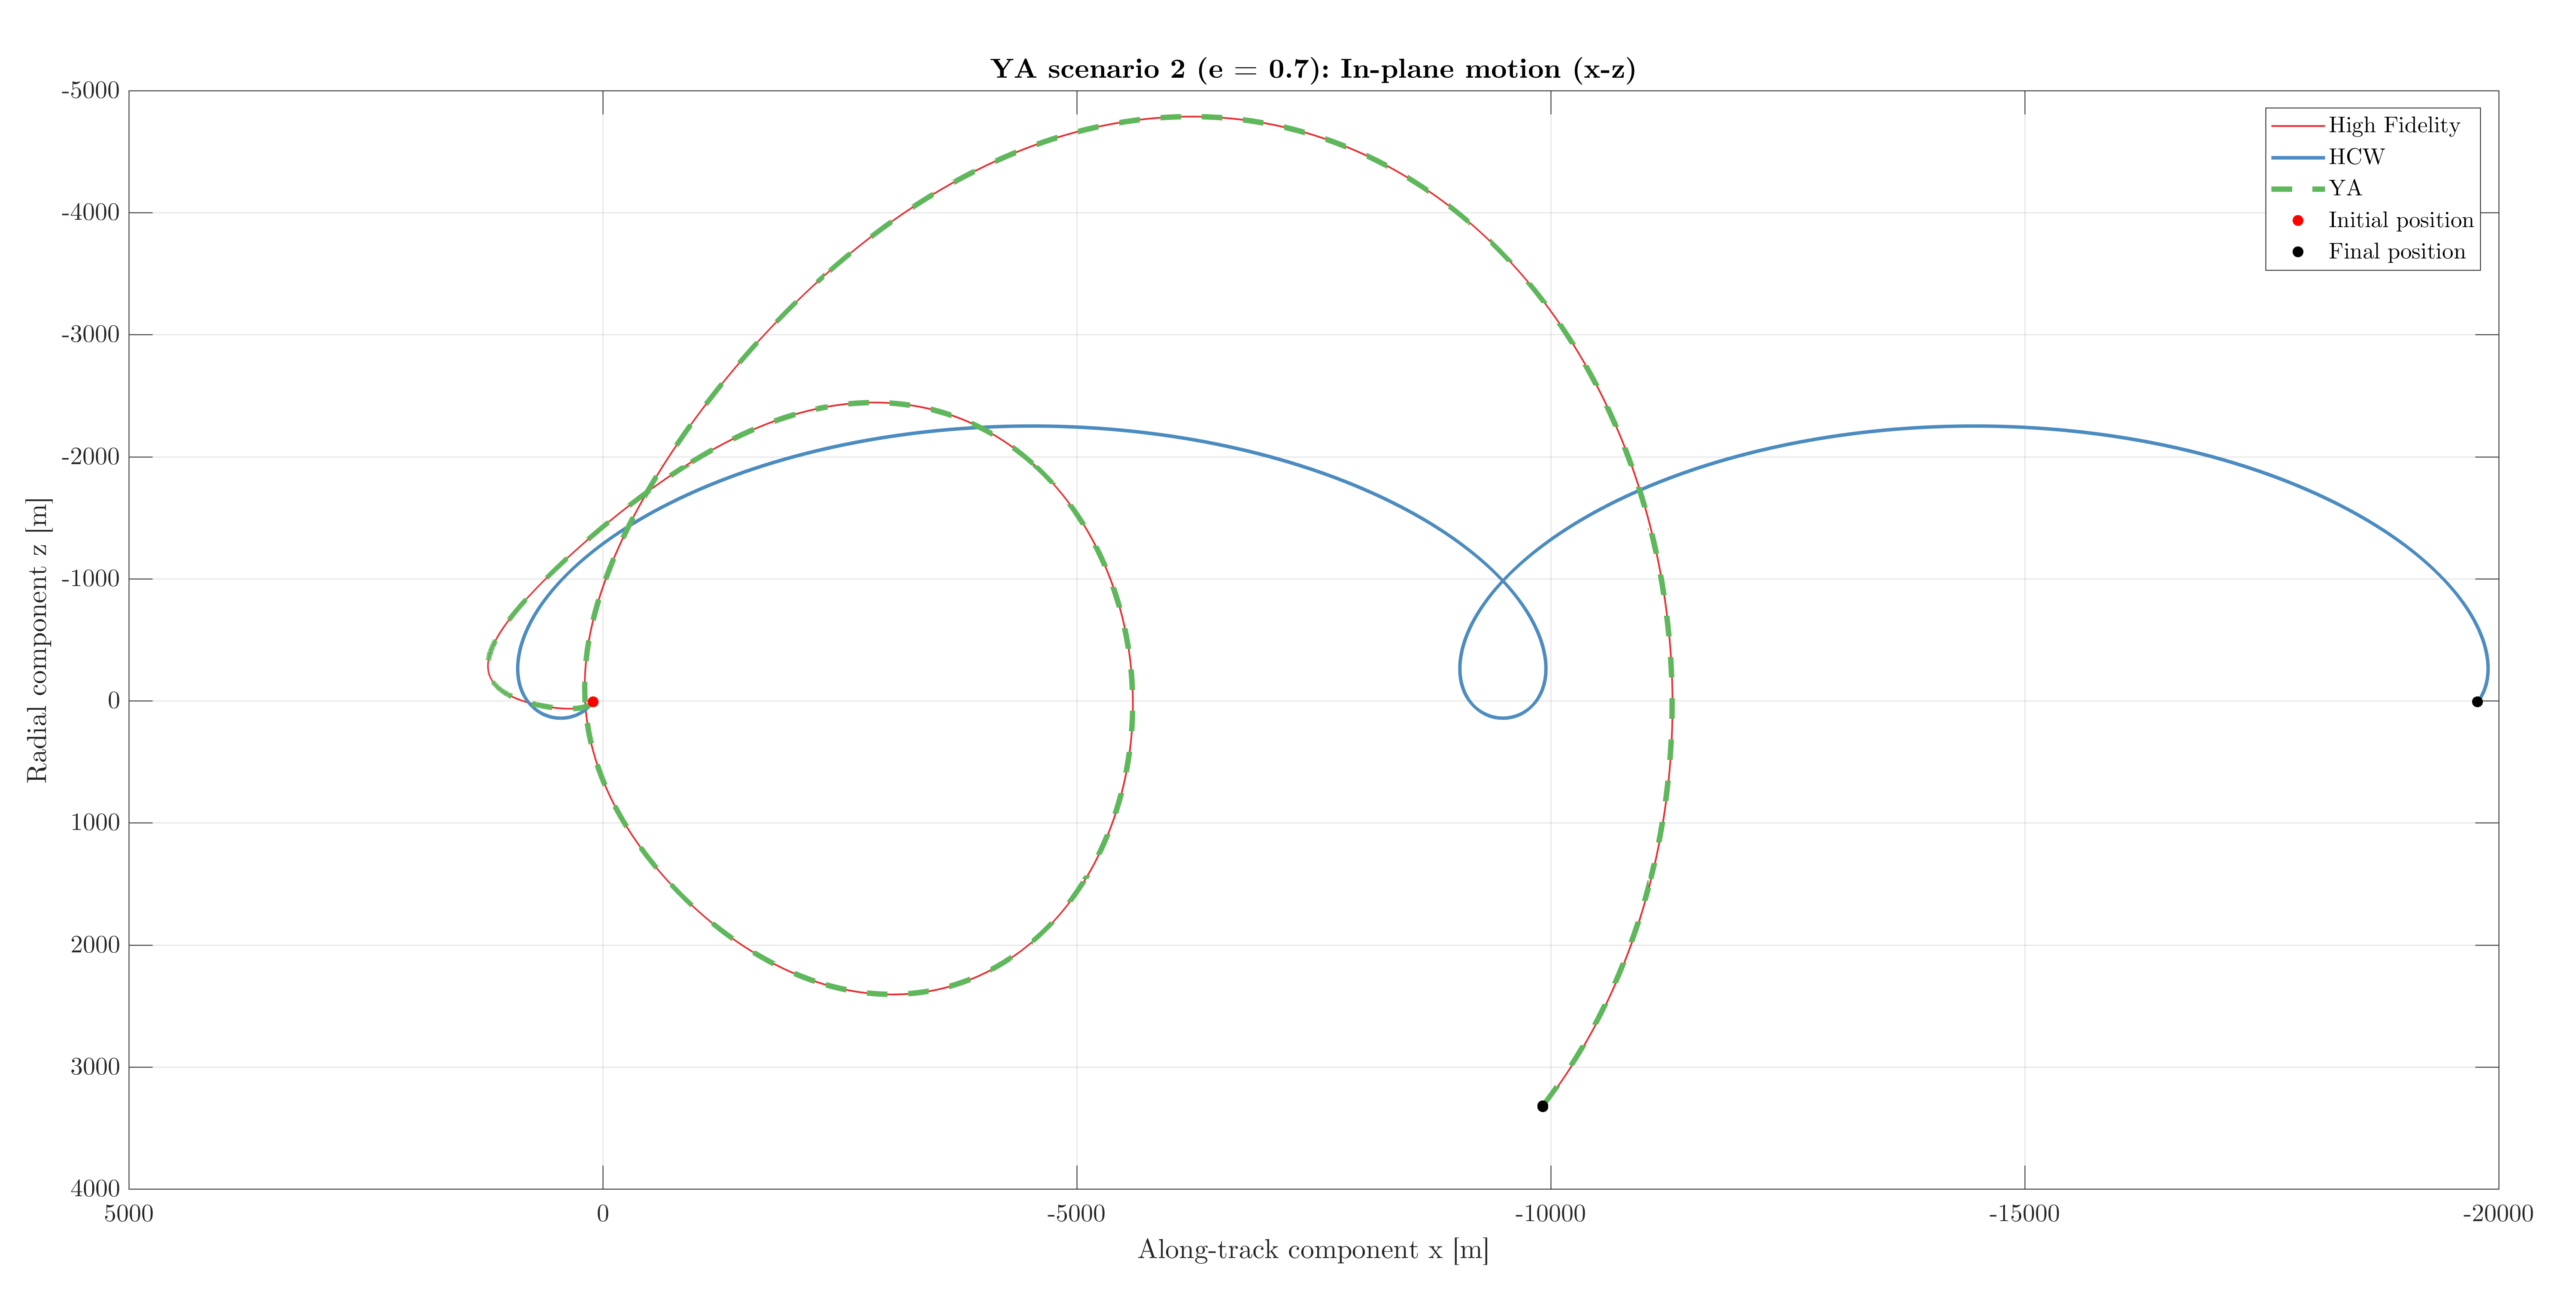 YA scenario 2 (e = 0.7): In-plane motion (x-z)
-5000
-4000
-3000
-2000
-1000
0
1000
2000
3000
4000
Radial component z [m]
High Fidelity
HCW
YA
Initial position
Final position
5000
0
-5000
-10000
-15000
-20000
Along-track component x [m]